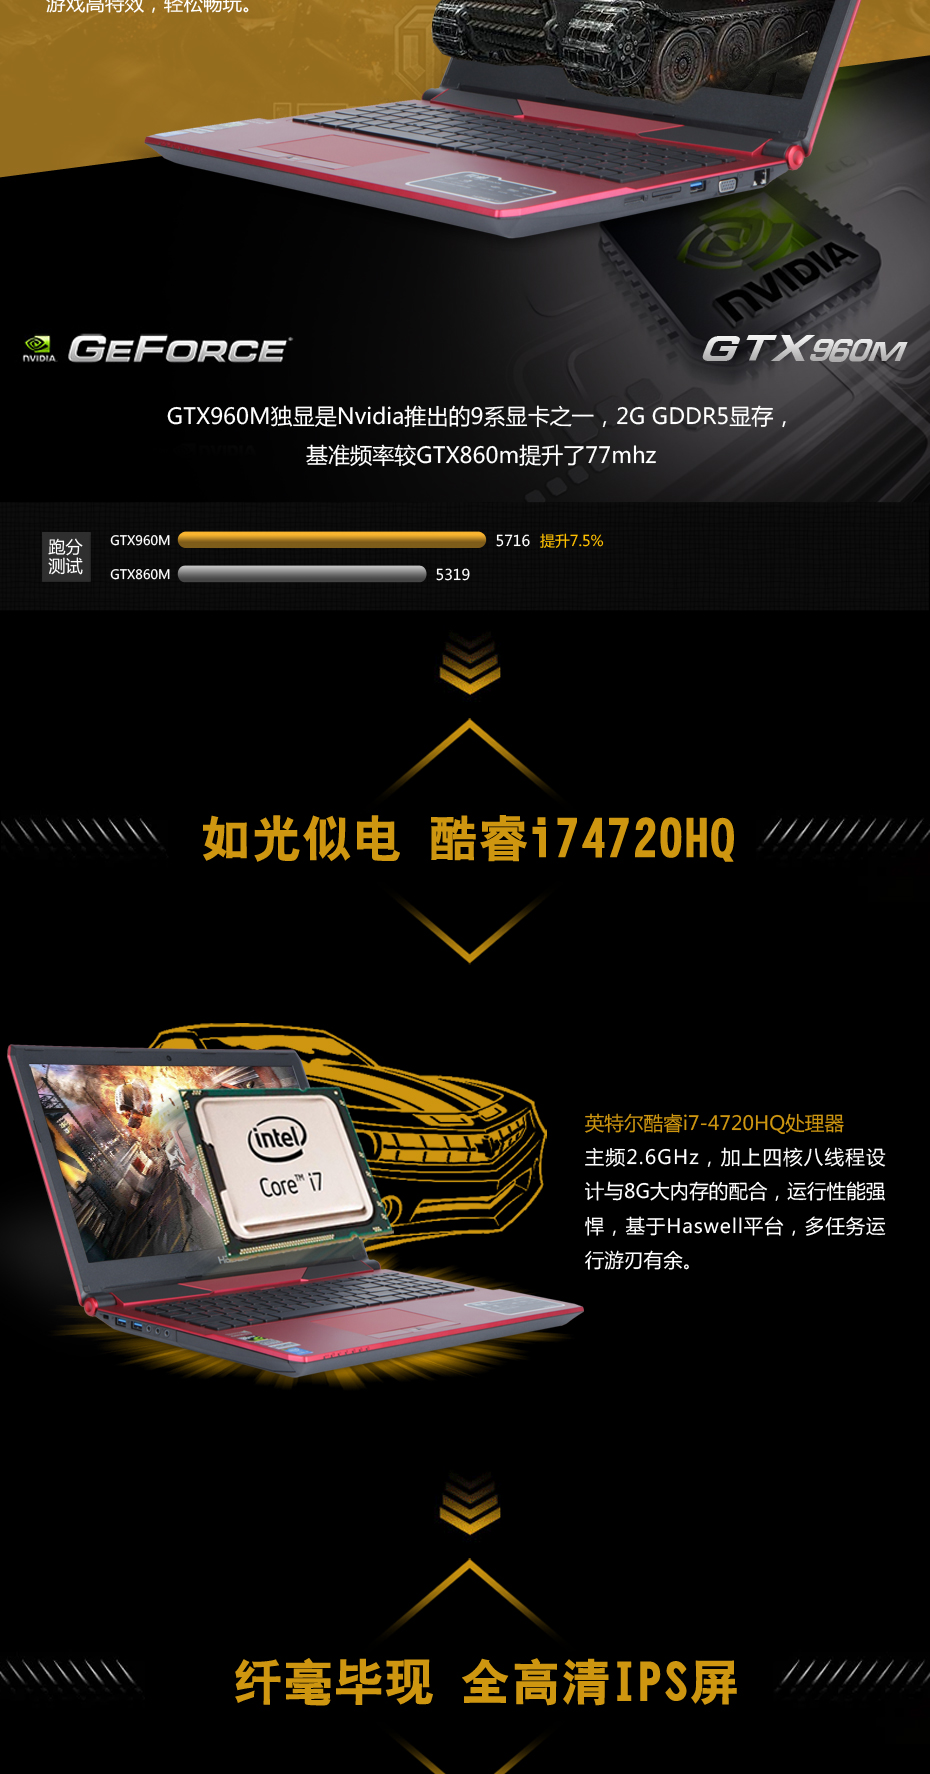 游戏高特效，轻松畅玩。
NVIDIA
NVIDIA GEFORCE
GTX960M
GTX960M独显是Nvidia推出的9系显卡之一，2G GDDR5显存，
基准频率较GTX860m提升了77mhz
跑分
测试
GTX960M 5716 提升7.5%
GTX860M 5319
如光似电 酷睿i74720HQ
intel
Core™ i7
英特尔酷睿i7-4720HQ处理器
主频2.6GHz，加上四核八线程设
计与8G大内存的配合，运行性能强
悍，基于Haswell平台，多任务运
行游刃有余。
纤毫毕现 全高清IPS屏